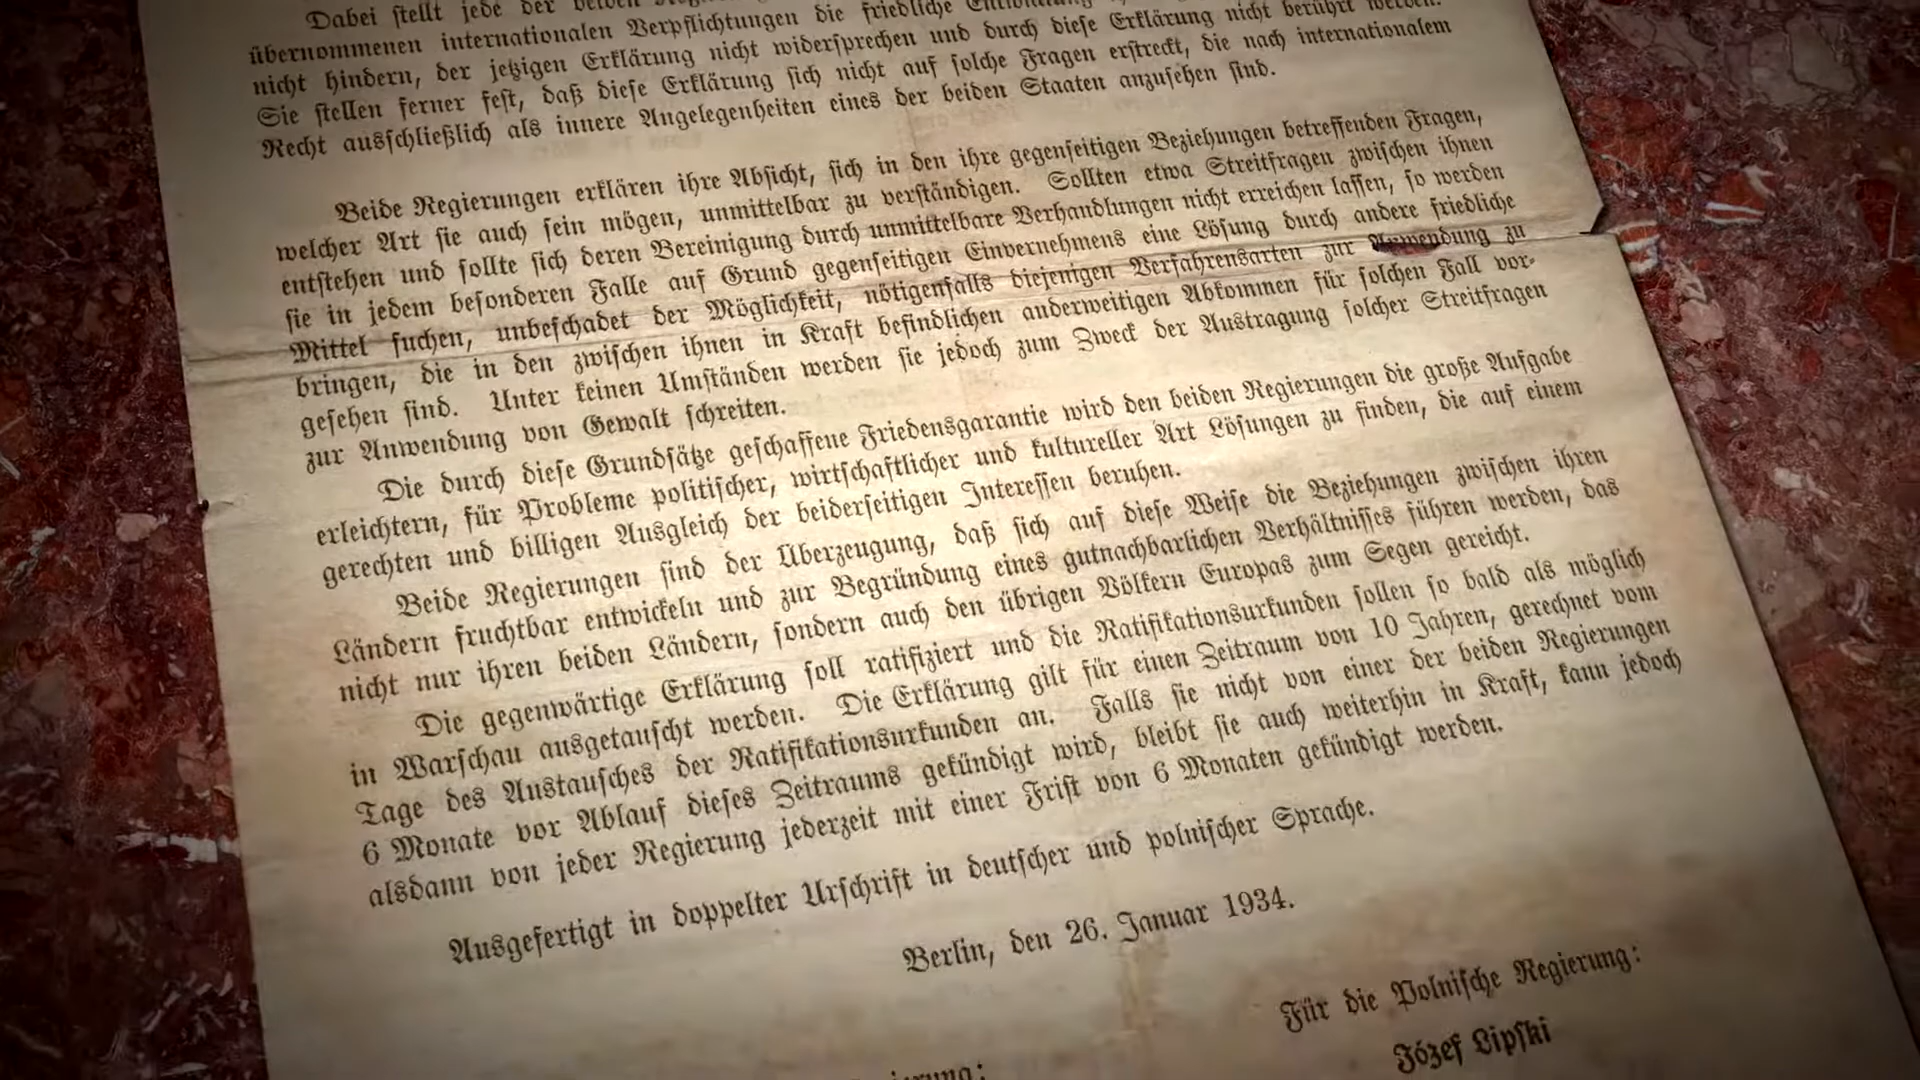 Dabei stellt jede der beiden
übernommenen internationalen Verpflichtungen die friedliche
nicht hindern, der jetzigen Erklärung nicht widersprechen und durch diese Erklärung nicht berührt werden.
Sie stellen ferner fest, daß diese Erklärung sich nicht auf solche Fragen erstreckt, die nach internationalem
Recht ausschließlich als innere Angelegenheiten eines der beiden Staaten anzusehen sind.
Beide Regierungen erklären ihre Absicht, sich in den ihre gegenseitigen Beziehungen betreffenden Fragen,
welcher Art sie auch sein mögen, unmittelbar zu verständigen. Sollten etwa Streitfragen zwischen ihnen
entstehen und sollte sich deren Bereinigung durch unmittelbare Verhandlungen nicht erreichen lassen, so werden
sie in jedem besonderen Falle auf Grund gegenseitigen Einvernehmens eine Lösung durch andere friedliche
Mittel suchen, unbeschadet der Möglichkeit, nötigenfalls diejenigen Verfahrensarten zur Anwendung zu
bringen, die in den zwischen ihnen in Kraft befindlichen anderweitigen Abkommen für solchen Fall vor-
gesehen sind. Unter keinen Umständen werden sie jedoch zum Zweck der Austragung solcher Streitfragen
zur Anwendung von Gewalt schreiten.
Die durch diese Grundsätze geschaffene Friedensgarantie wird den beiden Regierungen die große Aufgabe
erleichtern, für Probleme politischer, wirtschaftlicher und kultureller Art Lösungen zu finden, die auf einem
gerechten und billigen Ausgleich der beiderseitigen Interessen beruhen.
Beide Regierungen sind der Überzeugung, daß sich auf diese Weise die Beziehungen zwischen ihren
Ländern fruchtbar entwickeln und zur Begründung eines gutnachbarlichen Verhältnisses führen werden, das
nicht nur ihren beiden Ländern, sondern auch den übrigen Völkern Europas zum Segen gereicht.
Die gegenwärtige Erklärung soll ratifiziert und die Ratifikationsurkunden sollen so bald als möglich
in Warschau ausgetauscht werden. Die Erklärung gilt für einen Zeitraum von 10 Jahren, gerechnet vom
Tage des Austausches der Ratifikationsurkunden an. Falls sie nicht von einer der beiden Regierungen
6 Monate vor Ablauf dieses Zeitraums gekündigt wird, bleibt sie auch weiterhin in Kraft, kann jedoch
alsdann von jeder Regierung jederzeit mit einer Frist von 6 Monaten gekündigt werden.
Ausgefertigt in doppelter Urschrift in deutscher und polnischer Sprache.
Berlin, den 26. Januar 1934.
Für die Polnische Regierung:
Józef Lipski